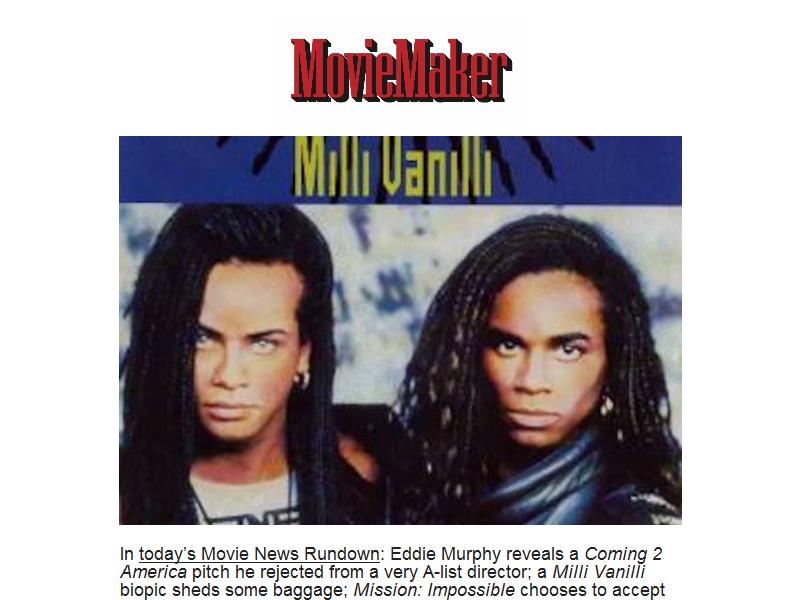 MovieMaker
Milli Vanilli
In today's Movie News Rundown: Eddie Murphy reveals a Coming 2
America pitch he rejected from a very A-list director; a Milli Vanilli
biopic sheds some baggage; Mission: Impossible chooses to accept